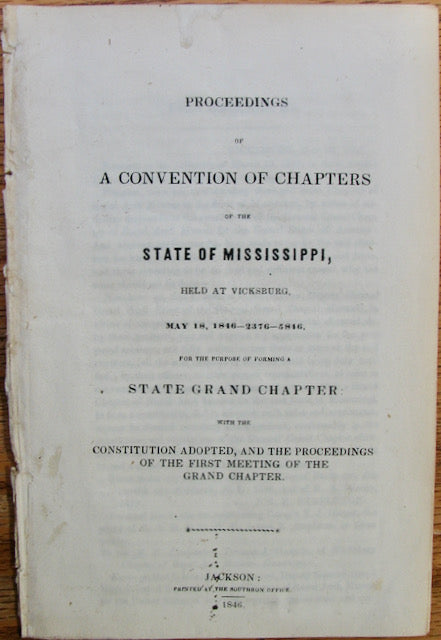 PROCEEDINGS
OF
A CONVENTION OF CHAPTERS
OF THE
STATE OF MISSISSIPPI,
HELD AT VICKSBURG,
MAY 18, 1846—2376—5846,
FOR THE PURPOSE OF FORMING A
STATE GRAND CHAPTER:
WITH THE
CONSTITUTION ADOPTED, AND THE PROCEEDINGS
OF THE FIRST MEETING OF THE
GRAND CHAPTER.
JACKSON:
PRINTED AT THE SOUTHRON OFFICE.
1846.